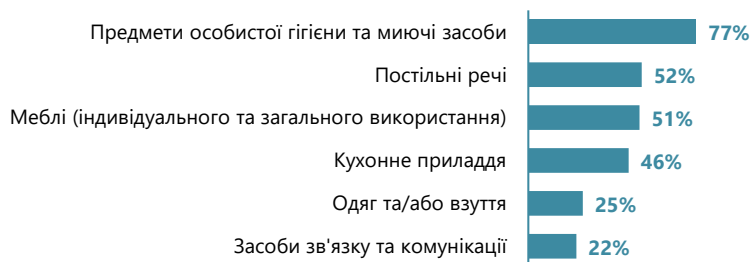 Предмети особистої гігієни та миючі засоби 77%
Постільні речі 52%
Меблі (індивідуального та загального використання) 51%
Кухонне приладдя 46%
Одяг та/або взуття 25%
Засоби зв'язку та комунікації 22%